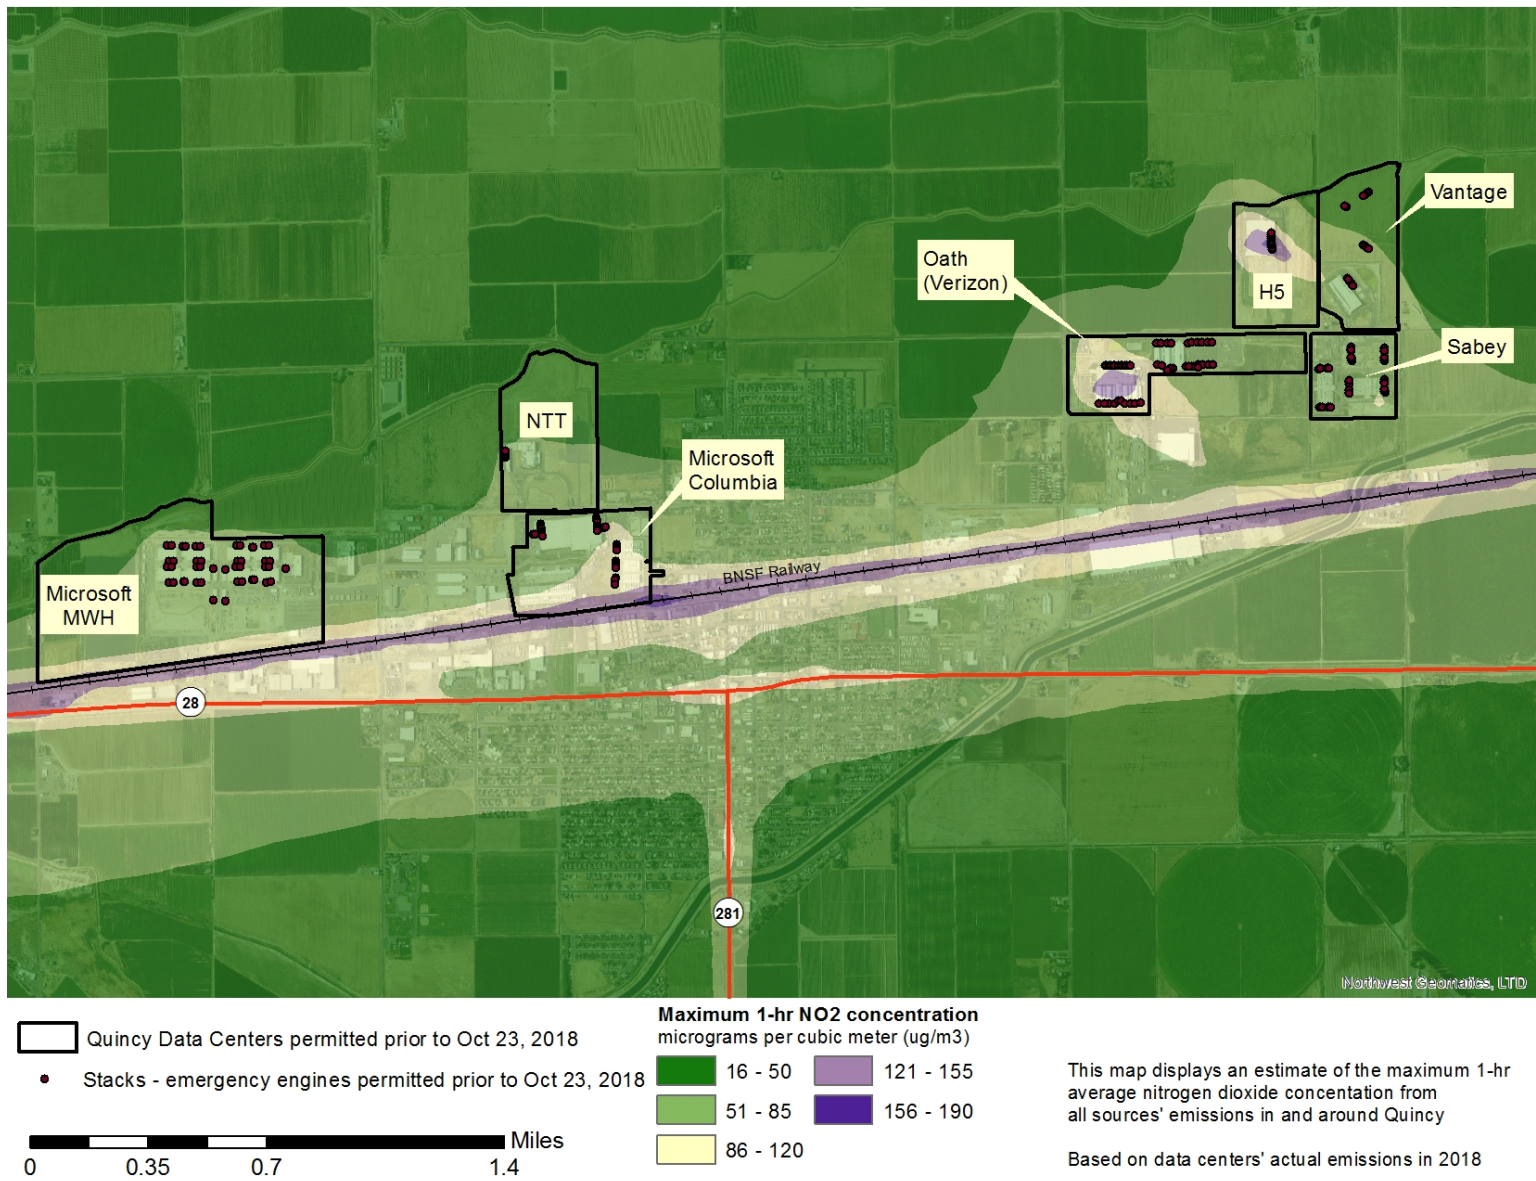 Vantage
Oath
(Verizon)
H5
Sabey
NTT
Microsoft
Columbia
BNSF Railway
Microsoft
MWH
28
281
Northwest Geomatics, LTD
Quincy Data Centers permitted prior to Oct 23, 2018
Stacks - emergency engines permitted prior to Oct 23, 2018
Miles
0 0.35 0.7 1.4
Maximum 1-hr NO2 concentration
micrograms per cubic meter (ug/m3)
16 - 50
51 - 85
86 - 120
121 - 155
156 - 190
This map displays an estimate of the maximum 1-hr
average nitrogen dioxide concentation from
all sources' emissions in and around Quincy
Based on data centers' actual emissions in 2018